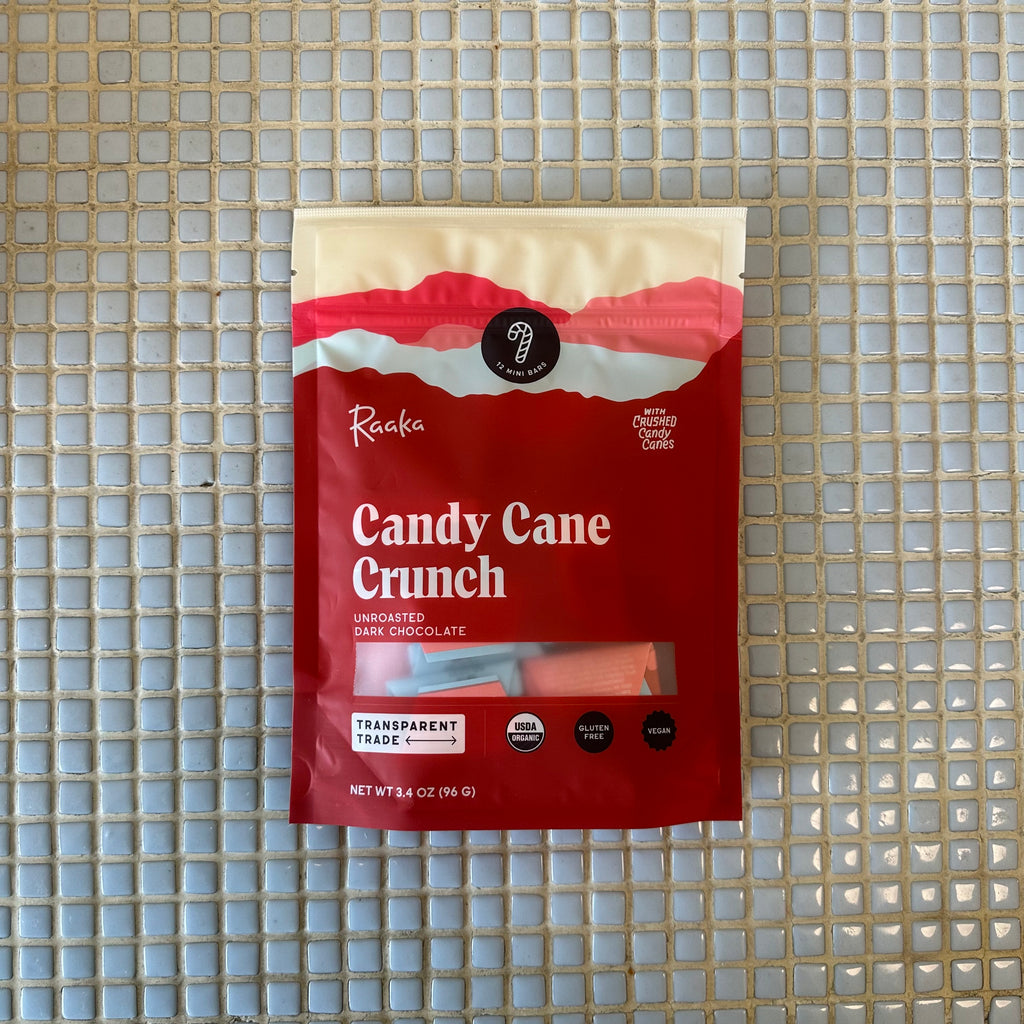 12 MINI BARS
Raaka
WITH
CRUSHED
Candy
Canes
Candy Cane
Crunch
UNROASTED
DARK CHOCOLATE
TRANSPARENT
TRADE
USDA
ORGANIC
GLUTEN
FREE
VEGAN
NET WT 3.4 OZ (96 G)